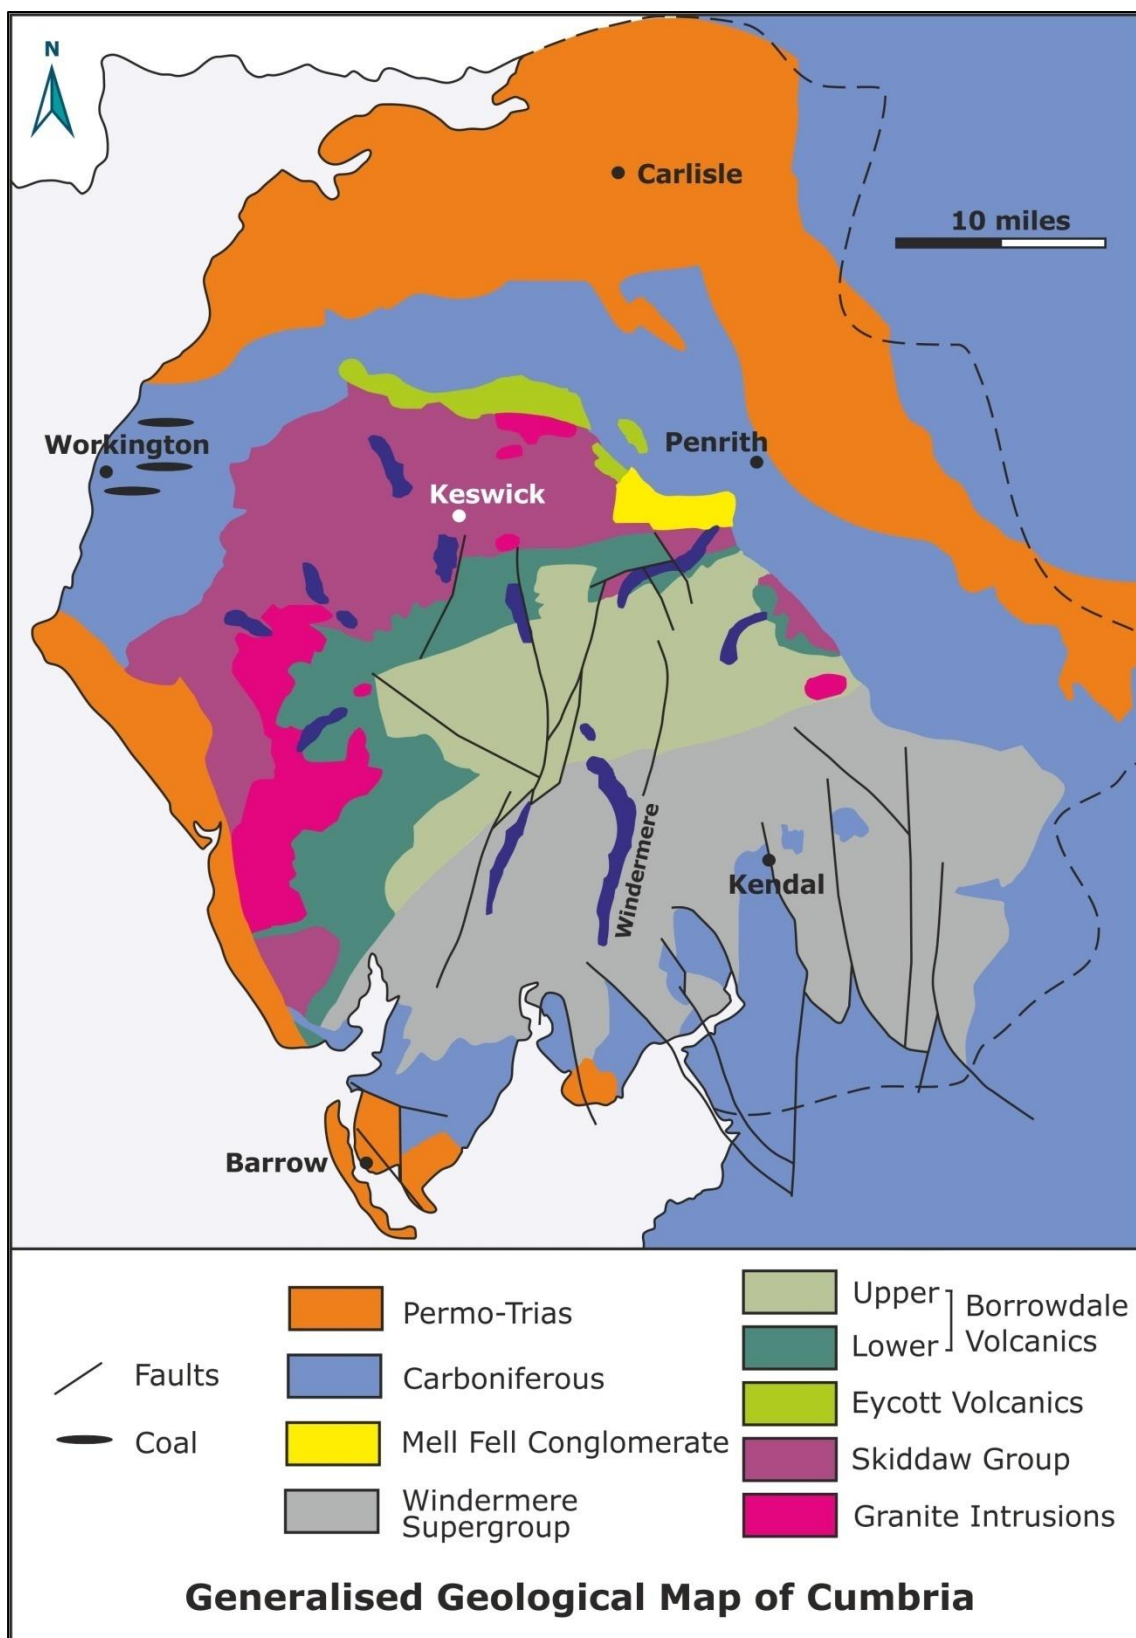 N
Carlisle
10 miles
Workington
Penrith
Keswick
Windermere
Kendal
Barrow
Faults
Coal
Permo-Trias
Carboniferous
Mell Fell Conglomerate
Windermere
Supergroup
Upper
Lower
Borrowdale
Volcanics
Eycott Volcanics
Skiddaw Group
Granite Intrusions
Generalised Geological Map of Cumbria